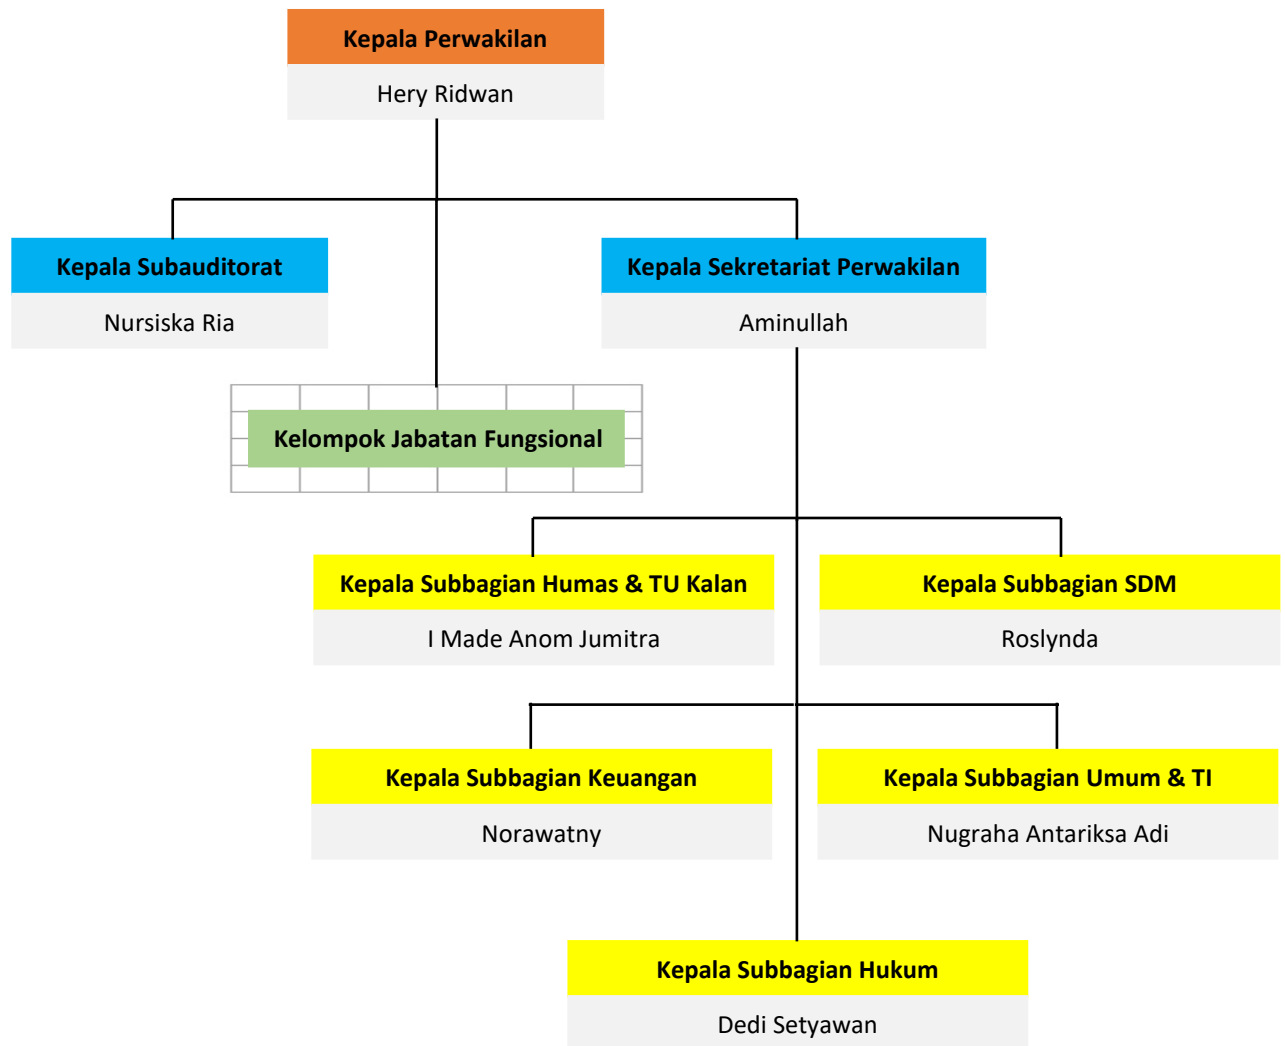 Kepala Perwakilan
Hery Ridwan
Kepala Subauditorat
Nursiska Ria
Kepala Sekretariat Perwakilan
Aminullah
Kelompok Jabatan Fungsional
Kepala Subbagian Humas & TU Kalan
I Made Anom Jumitra
Kepala Subbagian SDM
Roslynda
Kepala Subbagian Keuangan
Norawatny
Kepala Subbagian Umum & TI
Nugraha Antariksa Adi
Kepala Subbagian Hukum
Dedi Setyawan